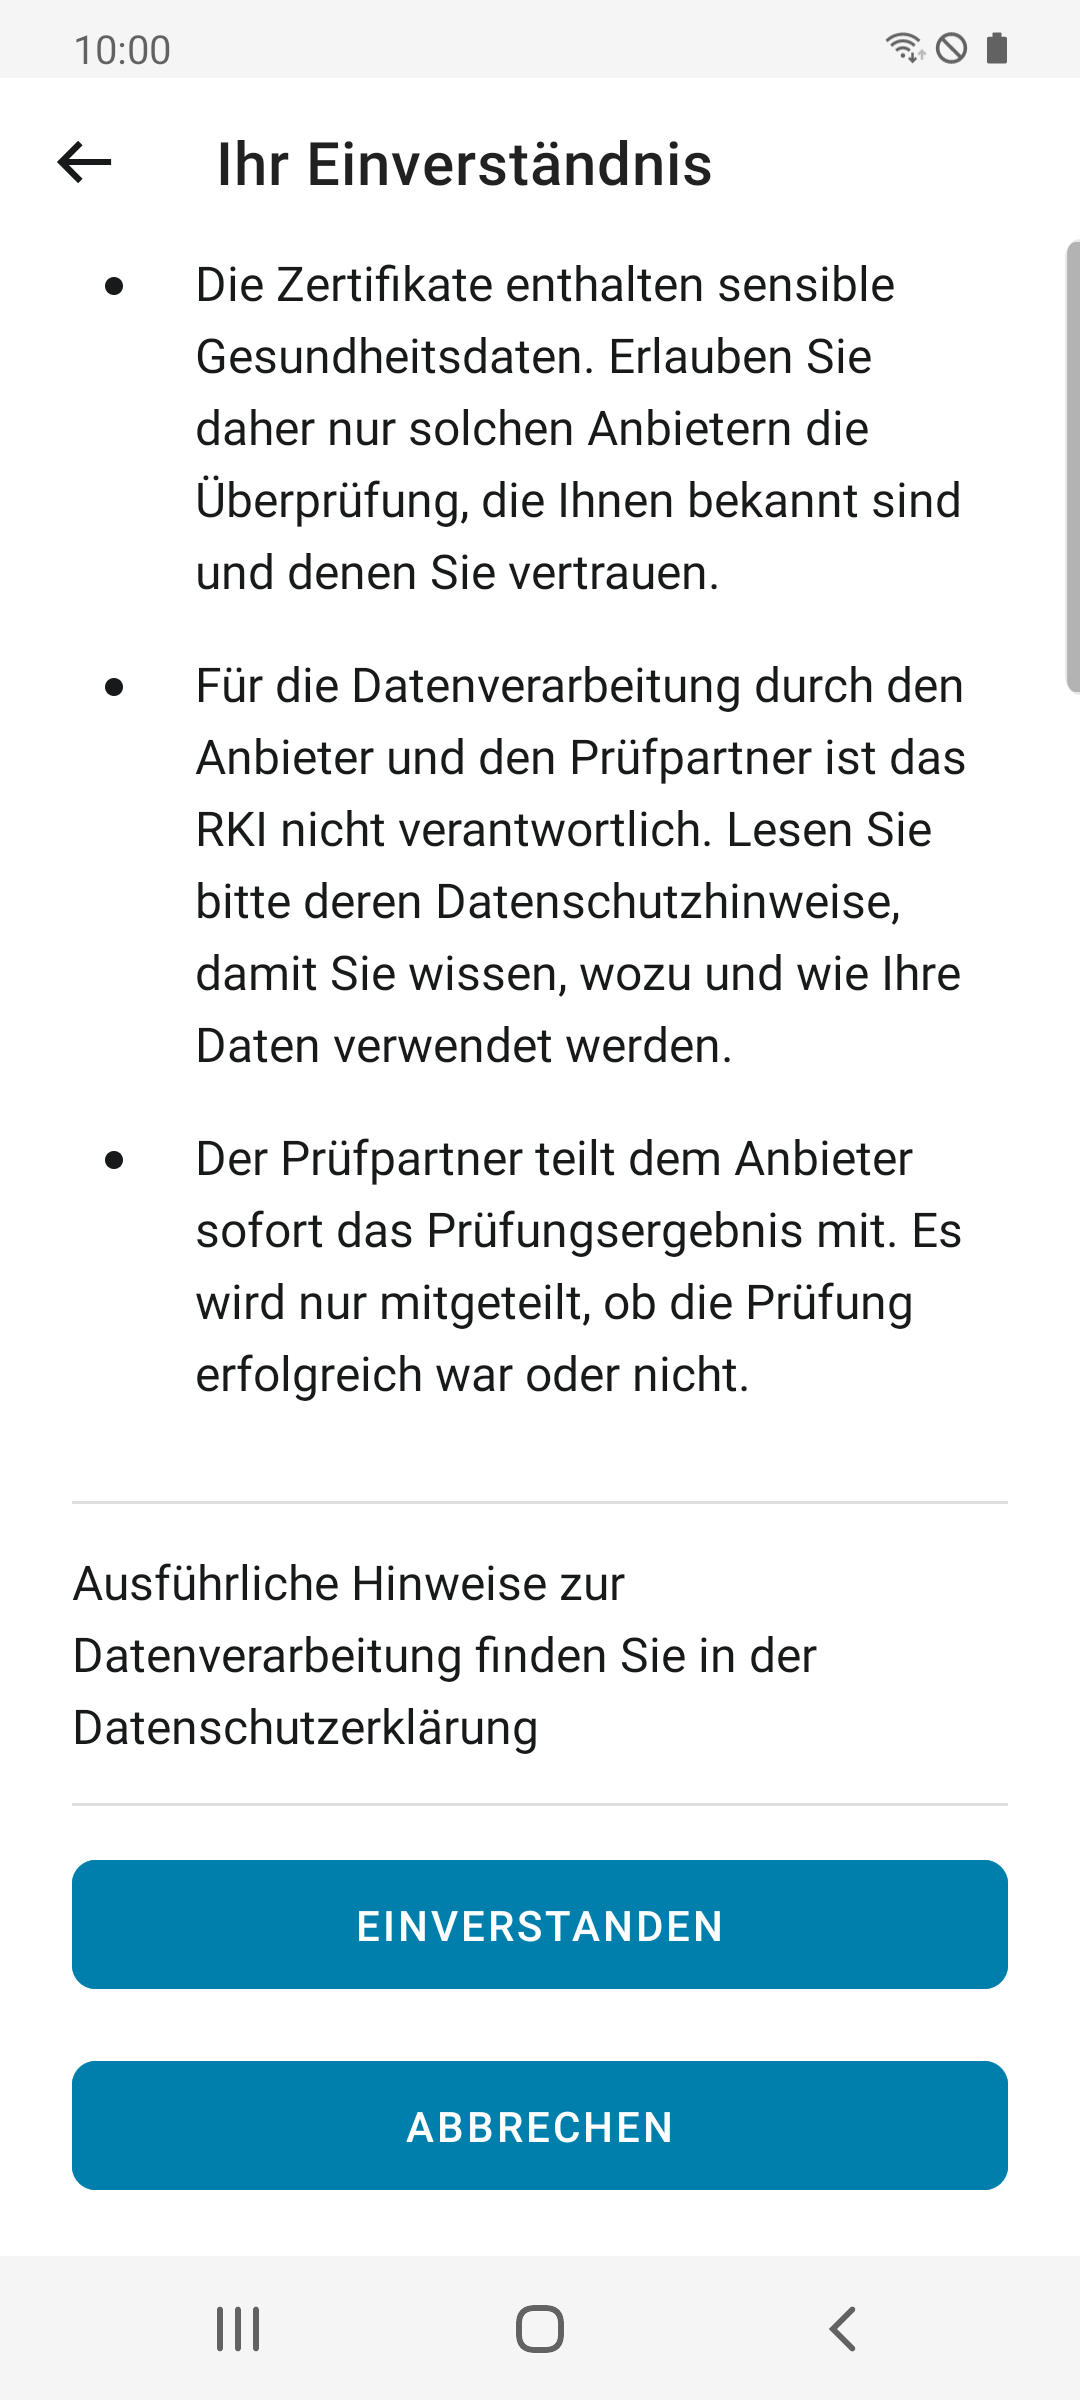 10:00
Ihr Einverständnis
• Die Zertifikate enthalten sensible
Gesundheitsdaten. Erlauben Sie
daher nur solchen Anbietern die
Überprüfung, die Ihnen bekannt sind
und denen Sie vertrauen.
• Für die Datenverarbeitung durch den
Anbieter und den Prüfpartner ist das
RKI nicht verantwortlich. Lesen Sie
bitte deren Datenschutzhinweise,
damit Sie wissen, wozu und wie Ihre
Daten verwendet werden.
• Der Prüfpartner teilt dem Anbieter
sofort das Prüfungsergebnis mit. Es
wird nur mitgeteilt, ob die Prüfung
erfolgreich war oder nicht.
Ausführliche Hinweise zur
Datenverarbeitung finden Sie in der
Datenschutzerklärung
EINVERSTANDEN
ABBRECHEN